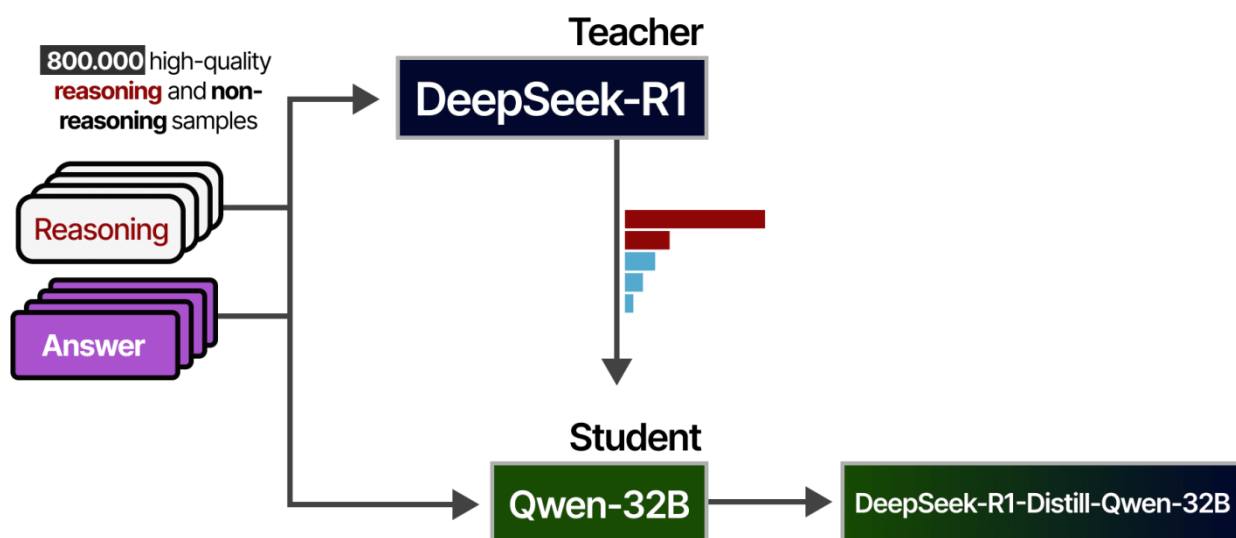 Teacher
800.000 high-quality
reasoning and non-
reasoning samples
DeepSeek-R1
Reasoning
Answer
Student
Qwen-32B
DeepSeek-R1-Distill-Qwen-32B